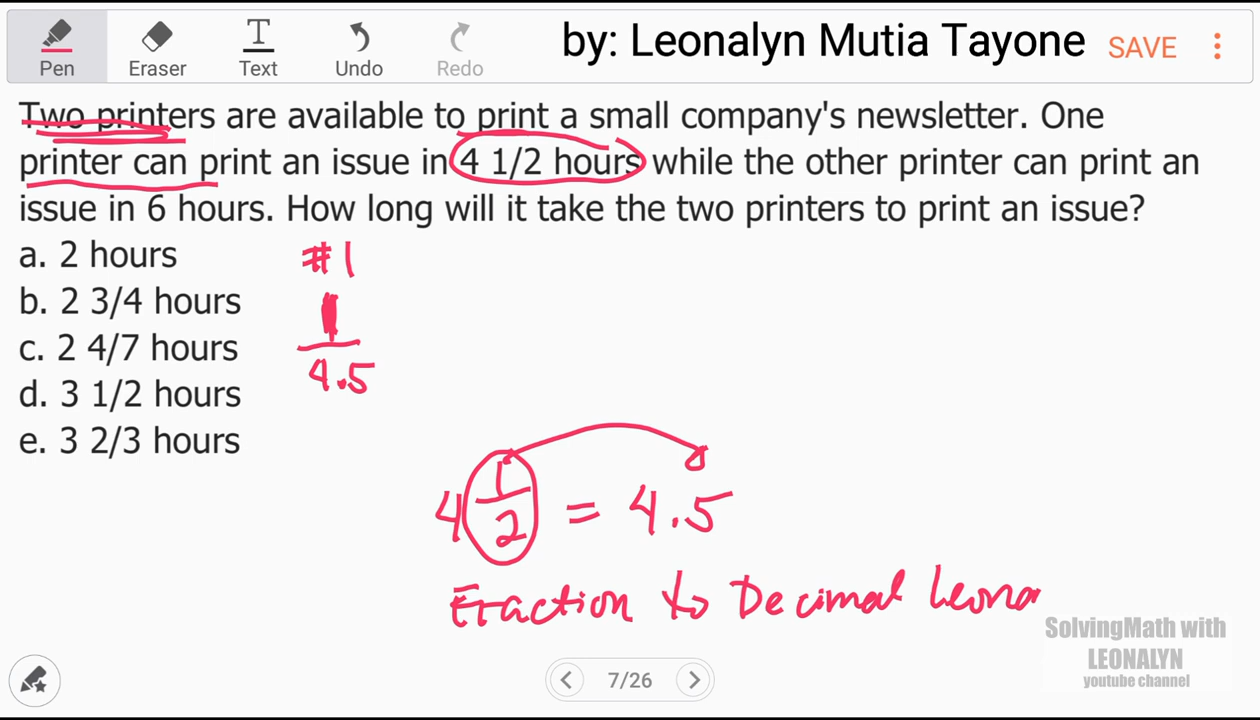 Pen Eraser Text Undo Redo by: Leonalyn Mutia Tayone SAVE
Two printers are available to print a small company's newsletter. One
printer can print an issue in 4 1/2 hours while the other printer can print an
issue in 6 hours. How long will it take the two printers to print an issue?
a. 2 hours
b. 2 3/4 hours
c. 2 4/7 hours
d. 3 1/2 hours
e. 3 2/3 hours
#1
1
4.5
4 1/2 = 4.5
Fraction to Decimal Leona
SolvingMath with
LEONALYN
youtube channel
7/26